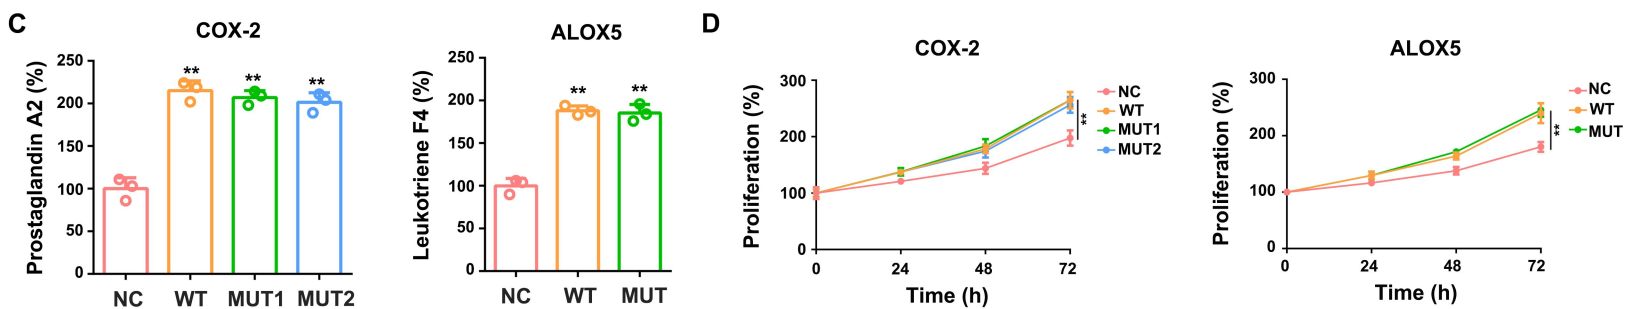 C
COX-2
Prostaglandin A2 (%)
250
200
150
100
50
0
** ** **
NC WT MUT1 MUT2
ALOX5
Leukotriene F4 (%)
250
200
150
100
50
0
** **
NC WT MUT
D
COX-2
Proliferation (%)
300
200
100
0
0 24 48 72
Time (h)
NC
WT
MUT1
MUT2
**
ALOX5
Proliferation (%)
300
200
100
0
0 24 48 72
Time (h)
NC
WT
MUT
**